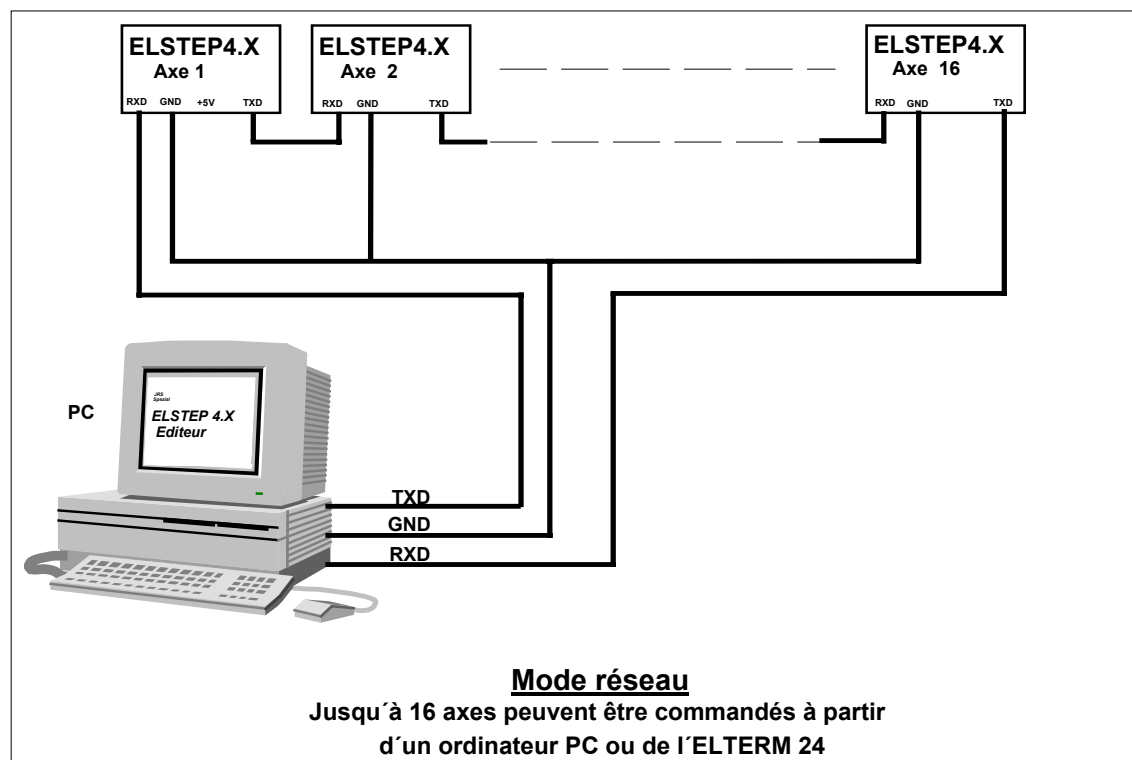 ELSTEP4.X
Axe 1
RXD GND +5V TXD
ELSTEP4.X
Axe 2
RXD GND TXD
ELSTEP4.X
Axe 16
RXD GND TXD
PC
JRS
Spezial
ELSTEP 4.X
Editeur
TXD
GND
RXD
Mode réseau
Jusqu´à 16 axes peuvent être commandés à partir
d´un ordinateur PC ou de l´ELTERM 24